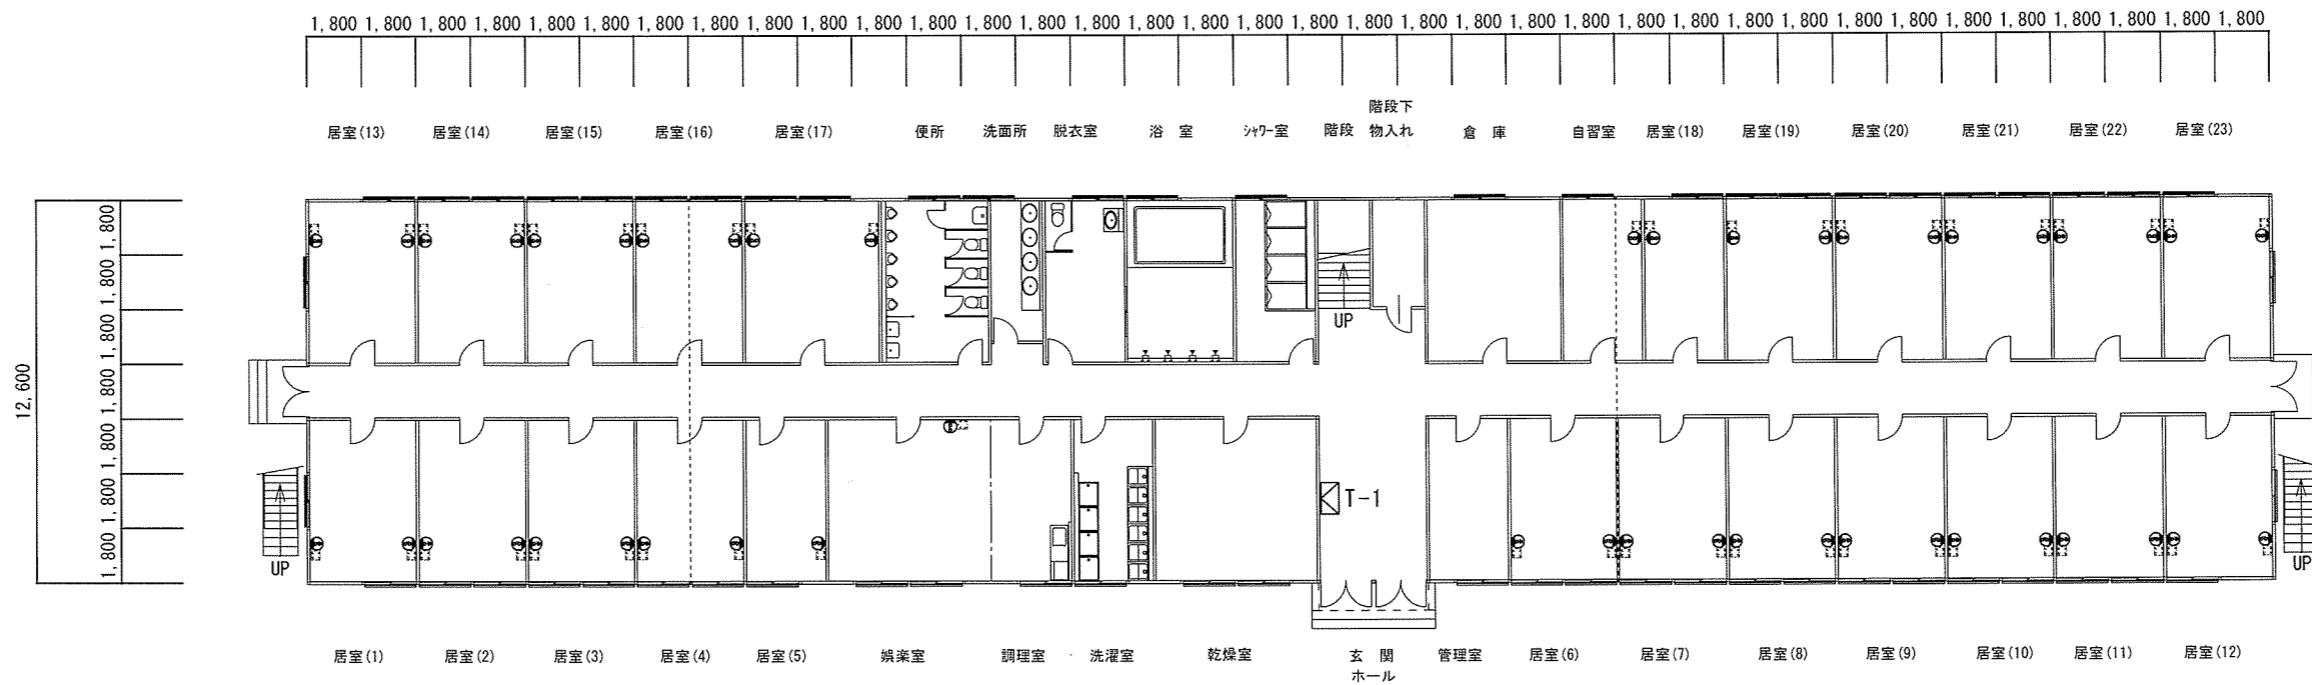 1,800 1,800 1,800 1,800 1,800 1,800 1,800 1,800 1,800 1,800 1,800 1,800 1,800 1,800 1,800 1,800 1,800 1,800 1,800 1,800 1,800 1,800 1,800 1,800 1,800 1,800 1,800 1,800 1,800 1,800 1,800 1,800 1,800 1,800 1,800 1,800
居室(13) 居室(14) 居室(15) 居室(16) 居室(17) 便所 洗面所 脱衣室 浴 室 ｼｬﾜｰ室 階段 階段下
物入れ 倉 庫 自習室 居室(18) 居室(19) 居室(20) 居室(21) 居室(22) 居室(23)
12,600
1,800 1,800 1,800 1,800 1,800 1,800 1,800
UP
T-1
UP
UP
居室(1) 居室(2) 居室(3) 居室(4) 居室(5) 娯楽室 調理室 洗濯室 乾燥室 玄 関
ホール 管理室 居室(6) 居室(7) 居室(8) 居室(9) 居室(10) 居室(11) 居室(12)